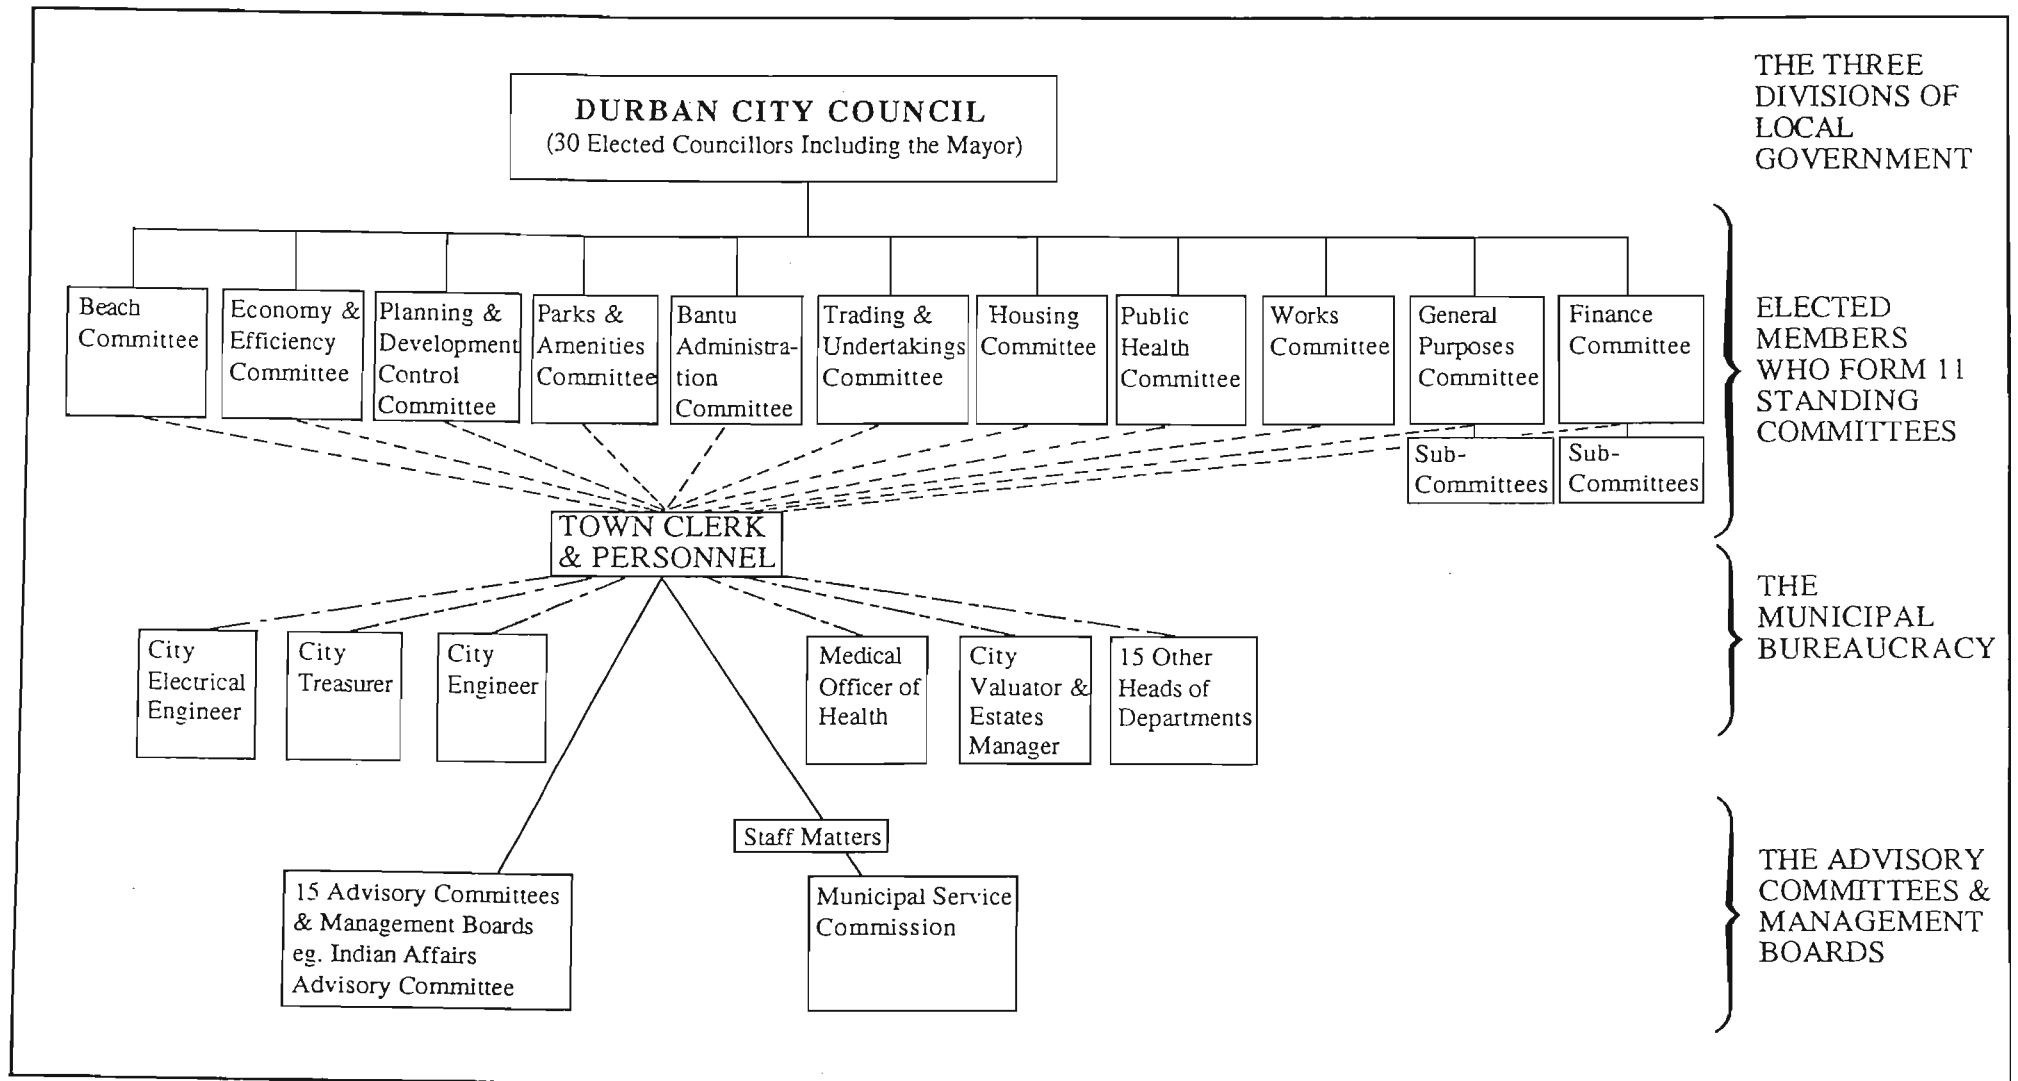 THE THREE
DIVISIONS OF
LOCAL
GOVERNMENT
DURBAN CITY COUNCIL
(30 Elected Councillors Including the Mayor)
Beach
Committee
Economy &
Efficiency
Committee
Planning &
Development
Control
Committee
Parks &
Amenities
Committee
Bantu
Administra-
tion
Committee
Trading &
Undertakings
Committee
Housing
Committee
Public
Health
Committee
Works
Committee
General
Purposes
Committee
Finance
Committee
Sub-
Committees
Sub-
Committees
ELECTED
MEMBERS
WHO FORM 11
STANDING
COMMITTEES
TOWN CLERK
& PERSONNEL
City
Electrical
Engineer
City
Treasurer
City
Engineer
Medical
Officer of
Health
City
Valuator &
Estates
Manager
15 Other
Heads of
Departments
THE
MUNICIPAL
BUREAUCRACY
Staff Matters
15 Advisory Committees
& Management Boards
eg. Indian Affairs
Advisory Committee
Municipal Service
Commission
THE ADVISORY
COMMITTEES &
MANAGEMENT
BOARDS